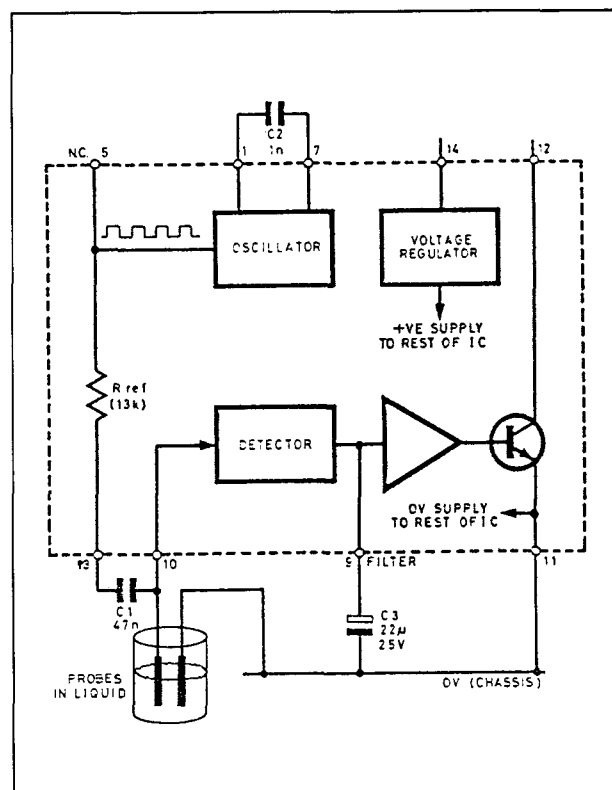 C2
1n
N.C. 5
1
7
14
12
OSCILLATOR
VOLTAGE
REGULATOR
+VE SUPPLY
TO REST OF IC
R ref
(13k)
DETECTOR
0V SUPPLY
TO REST OF IC
13
10
9 FILTER
11
C1
47n
C3
22µ
25V
PROBES
IN LIQUID
0V (CHASSIS)